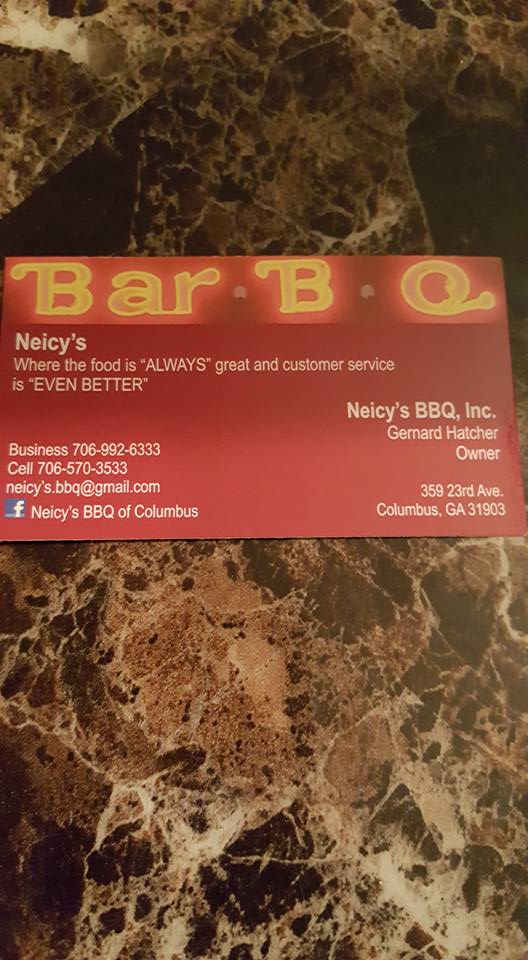 Bar B Q
Neicy's
Where the food is “ALWAYS” great and customer service
is “EVEN BETTER”
Neicy's BBQ, Inc.
Gernard Hatcher
Owner
Business 706-992-6333
Cell 706-570-3533
neicy's.bbq@gmail.com
f Neicy's BBQ of Columbus
359 23rd Ave.
Columbus, GA 31903